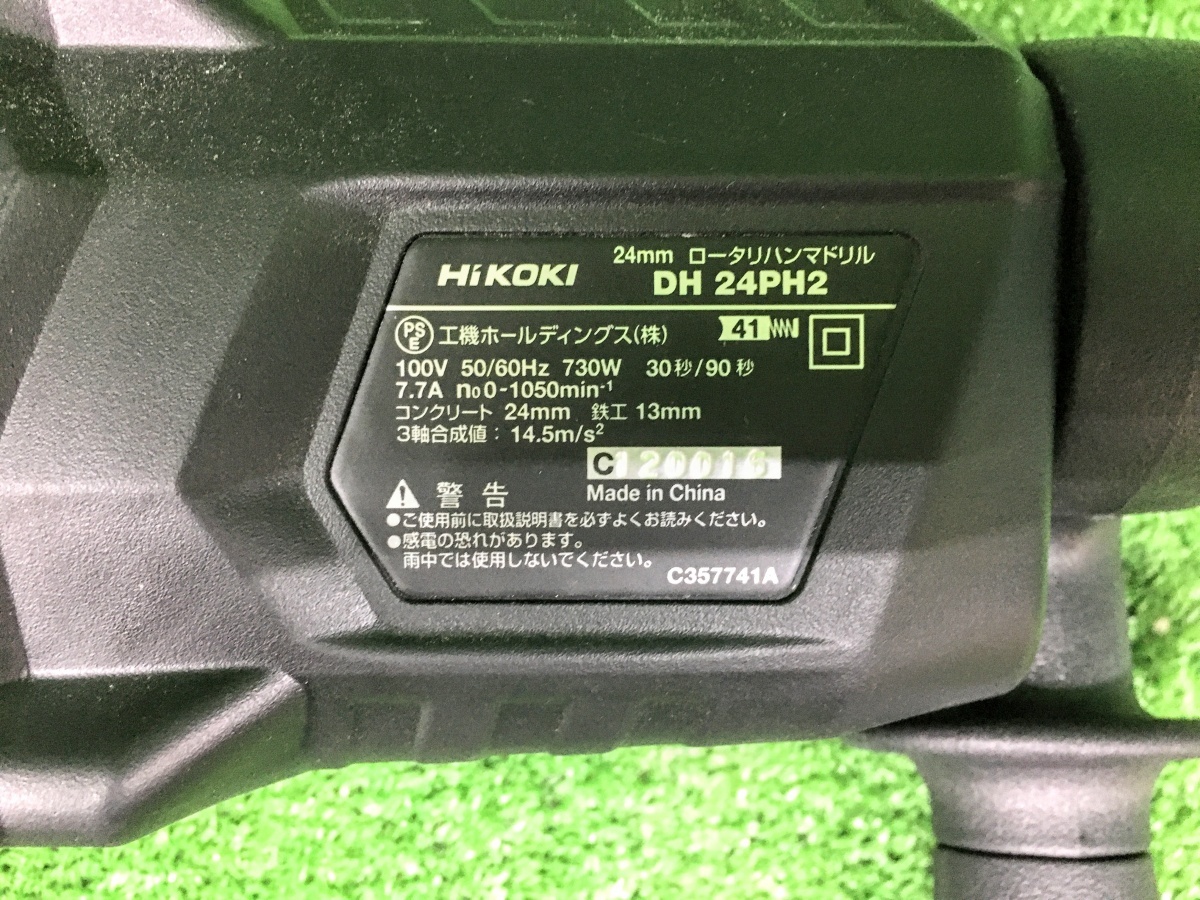 HiKOKI
24mm ロータリハンマドリル
DH 24PH2
PSE 工機ホールディングス(株) 41
100V 50/60Hz 730W 30秒/90秒
7.7A n₀ 0-1050min⁻¹
コンクリート 24mm 鉄工 13mm
3軸合成値: 14.5m/s²
C
Made in China
⚠ 警告
●ご使用前に取扱説明書を必ずよくお読みください。
●感電の恐れがあります。
雨中では使用しないでください。
C357741A